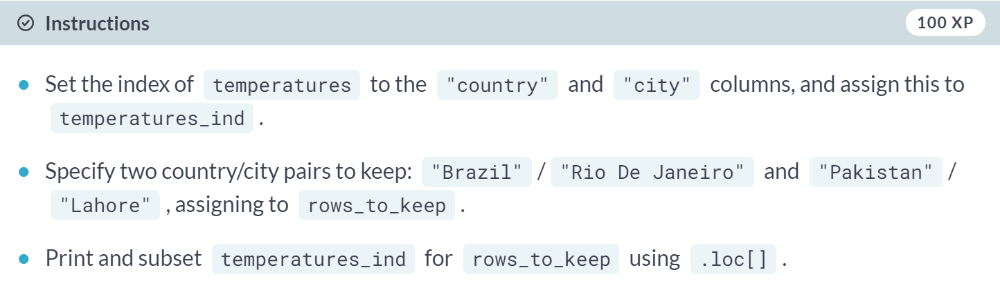 Instructions 100 XP
Set the index of temperatures to the "country" and "city" columns, and assign this to
temperatures_ind .
Specify two country/city pairs to keep: "Brazil" / "Rio De Janeiro" and "Pakistan" /
"Lahore" , assigning to rows_to_keep .
Print and subset temperatures_ind for rows_to_keep using .loc[] .